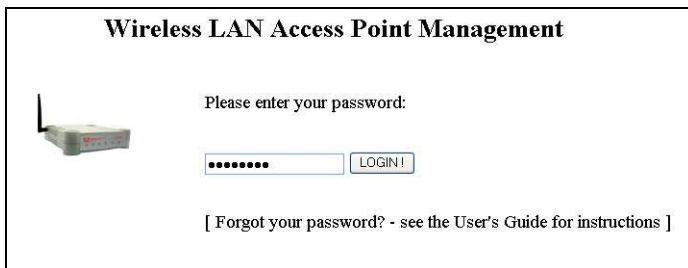 Wireless LAN Access Point Management
Please enter your password:
●●●●●●●● LOGIN !
[ Forgot your password? - see the User's Guide for instructions ]